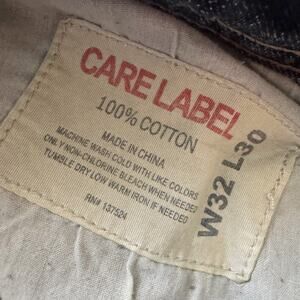 CARE LABEL
100% COTTON
MADE IN CHINA
MACHINE WASH COLD WITH LIKE COLORS
ONLY NON-CHLORINE BLEACH WHEN NEEDED
TUMBLE DRY LOW WARM IRON IF NEEDED
RN# 137524
W32 L30